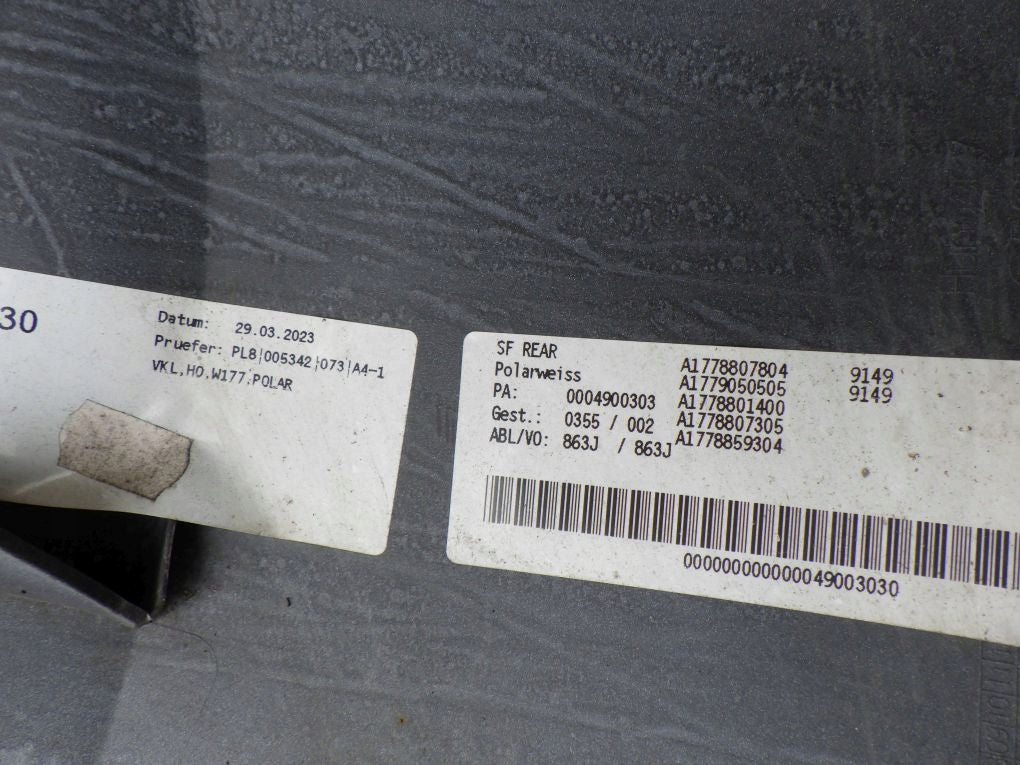 30
Datum: 29.03.2023
Pruefer: PL8|005342|073|A4-1
VKL,HO,W177,POLAR
SF REAR
Polarweiss
PA: 0004900303
Gest.: 0355 / 002
ABL/VO: 863J / 863J
A1778807804 9149
A1779050505 9149
A1778801400
A1778807305
A1778859304
000000000000049003030